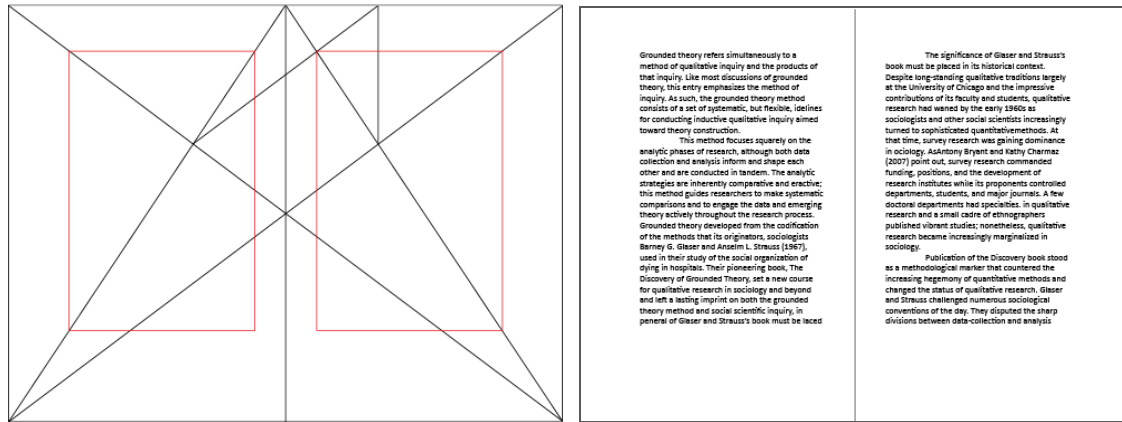 Grounded theory refers simultaneously to a
method of qualitative inquiry and the products of
that inquiry. Like most discussions of grounded
theory, this entry emphasizes the method of
inquiry. As such, the grounded theory method
consists of a set of systematic, but flexible, idelines
for conducting inductive qualitative inquiry aimed
toward theory construction.
This method focuses squarely on the
analytic phases of research, although both data
collection and analysis inform and shape each
other and are conducted in tandem. The analytic
strategies are inherently comparative and eractive;
this method guides researchers to make systematic
comparisons and to engage the data and emerging
theory actively throughout the research process.
Grounded theory developed from the codification
of the methods that its originators, sociologists
Barney G. Glaser and Anselm L. Strauss (1967),
used in their study of the social organization of
dying in hospitals. Their pioneering book, The
Discovery of Grounded Theory, set a new course
for qualitative research in sociology and beyond
and left a lasting imprint on both the grounded
theory method and social scientific inquiry, in
peneral of Glaser and Strauss's book must be laced
The significance of Glaser and Strauss's
book must be placed in its historical context.
Despite long-standing qualitative traditions largely
at the University of Chicago and the impressive
contributions of its faculty and students, qualitative
research had waned by the early 1960s as
sociologists and other social scientists increasingly
turned to sophisticated quantitativemethods. At
that time, survey research was gaining dominance
in ociology. AsAntony Bryant and Kathy Charmaz
(2007) point out, survey research commanded
funding, positions, and the development of
research institutes while its proponents controlled
departments, students, and major journals. A few
doctoral departments had specialties. in qualitative
research and a small cadre of ethnographers
published vibrant studies; nonetheless, qualitative
research became increasingly marginalized in
sociology.
Publication of the Discovery book stood
as a methodological marker that countered the
increasing hegemony of quantitative methods and
changed the status of qualitative research. Glaser
and Strauss challenged numerous sociological
conventions of the day. They disputed the sharp
divisions between data-collection and analysis